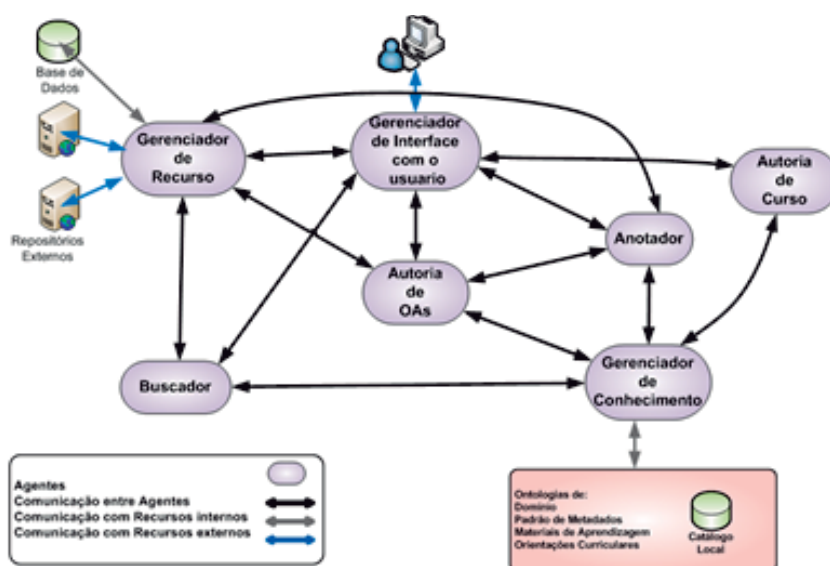 Base de
Dados
Repositórios
Externos
Gerenciador
de
Recurso
Gerenciador
de Interface
com o
usuario
Autoria
de
Curso
Anotador
Autoria
de
OAs
Buscador
Gerenciador
de
Conhecimento
Agentes
Comunicação entre Agentes
Comunicação com Recursos internos
Comunicação com Recursos externos
Ontologias de:
Domínio
Padrão de Metadados
Materiais de Aprendizagem
Orientações Curriculares
Catálogo
Local